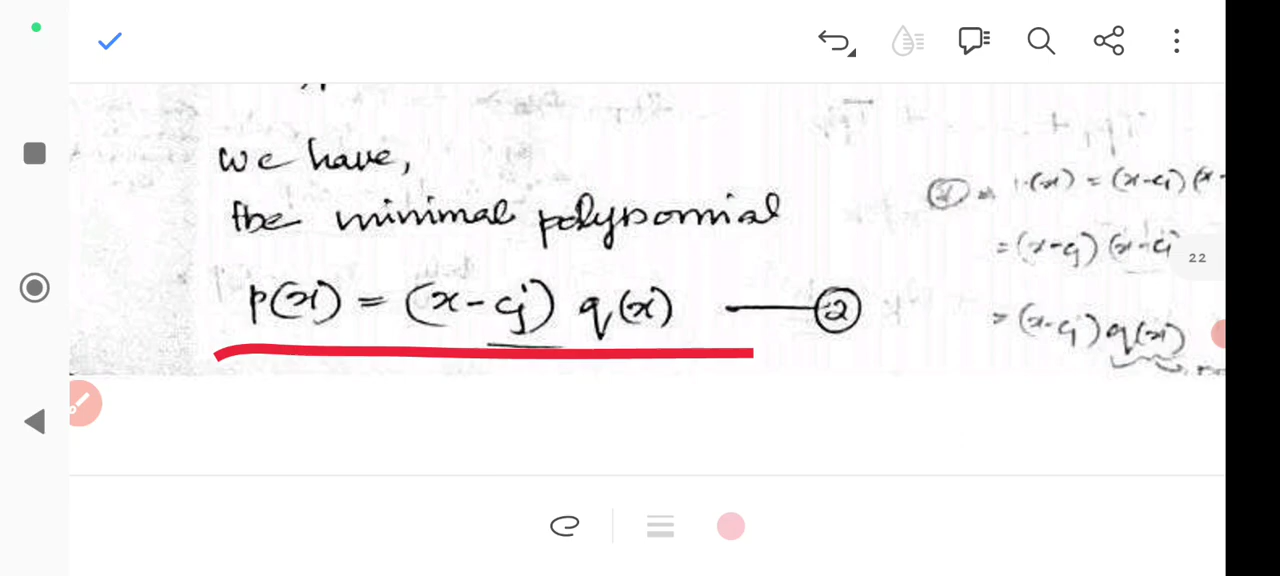 we have,
the minimal polynomial
p(x) = (x-cj) q(x) —— ②
= (x-cj)
= (x-cj) q(x)
22